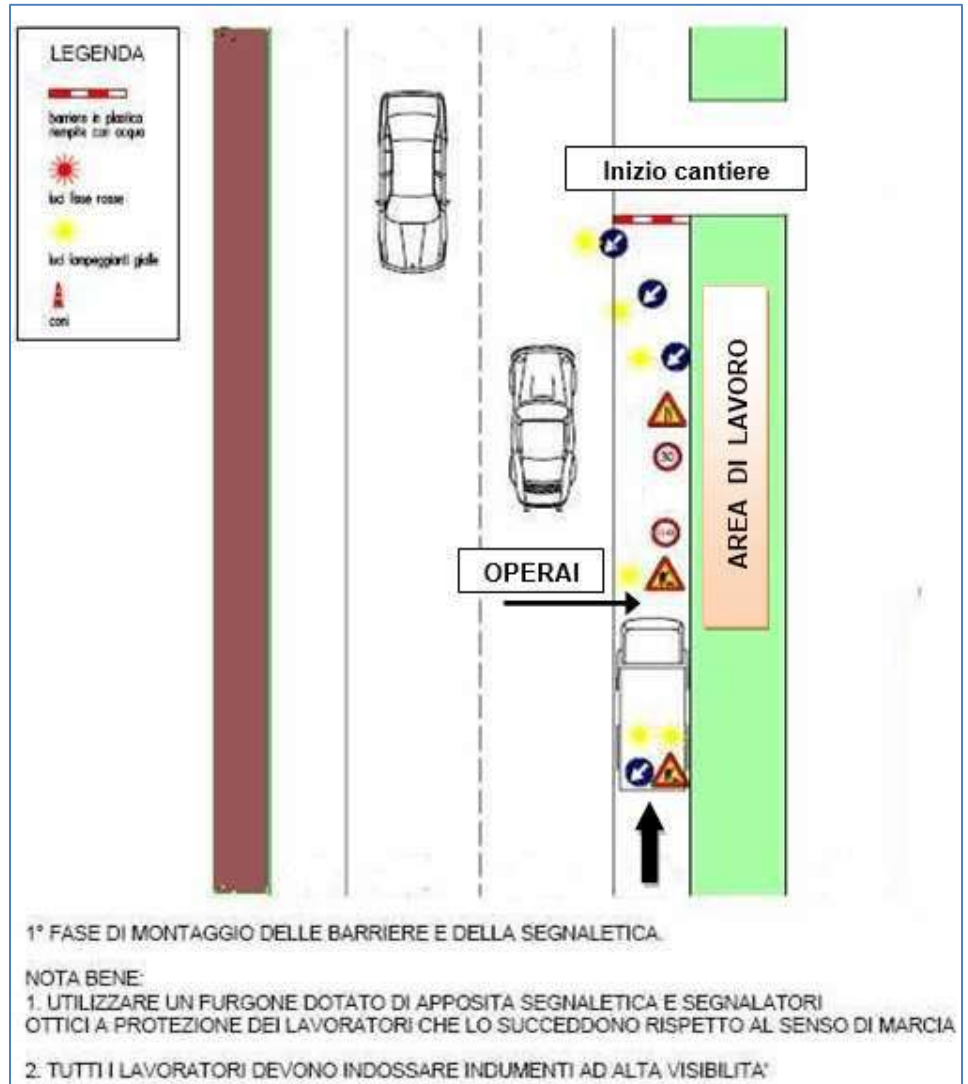 LEGENDA
barriere in plastica
riempite con acqua
luci fisse rosse
luci lampeggianti gialle
coni
Inizio cantiere
30
AREA DI LAVORO
OPERAI
1° FASE DI MONTAGGIO DELLE BARRIERE E DELLA SEGNALETICA.
NOTA BENE:
1. UTILIZZARE UN FURGONE DOTATO DI APPOSITA SEGNALETICA E SEGNALATORI
OTTICI A PROTEZIONE DEI LAVORATORI CHE LO SUCCEDONO RISPETTO AL SENSO DI MARCIA
2. TUTTI I LAVORATORI DEVONO INDOSSARE INDUMENTI AD ALTA VISIBILITA'